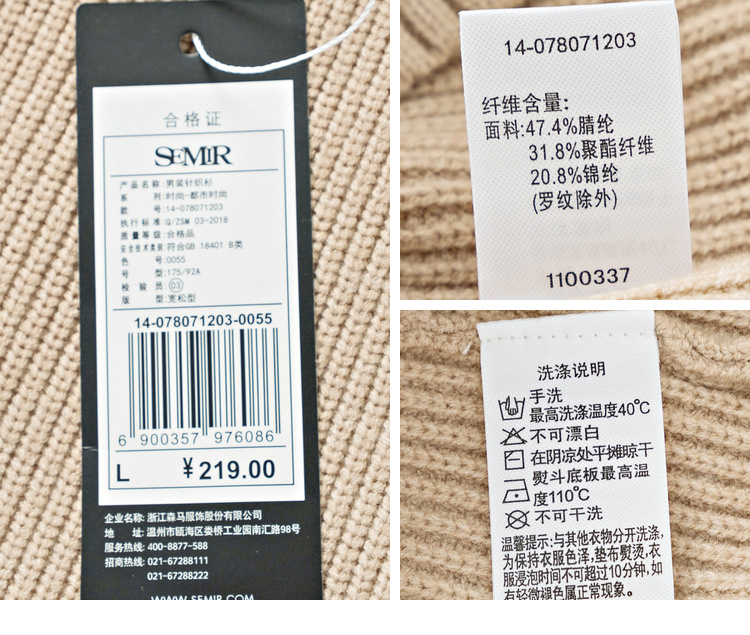 合格证
SEMIR
产品名称:男装针织衫
系 列:时尚-都市时尚
款 号:14-078071203
执行标准:Q/ZSM 03-2018
质量等级:合格品
安全技术类别:符合GB 18401 B类
色 号:0055
号 型:175/92A
检 验 员:03
版 型:宽松型
14-078071203-0055
6 900357 976086
L ¥219.00
企业名称: 浙江森马服饰股份有限公司
地 址: 温州市瓯海区娄桥工业园南汇路98号
服务热线: 400-8877-588
招商热线: 021-67288111
021-67288222
WWW.SEMIR.COM
14-078071203
纤维含量:
面料:47.4%腈纶
31.8%聚酯纤维
20.8%锦纶
(罗纹除外)
1100337
洗涤说明
手洗
最高洗涤温度40℃
不可漂白
在阴凉处平摊晾干
熨斗底板最高温
度110℃
不可干洗
温馨提示:与其他衣物分开洗涤,
为保持衣服色泽,垫布熨烫,衣
服浸泡时间不可超过10分钟,如
有轻微褪色属正常现象。